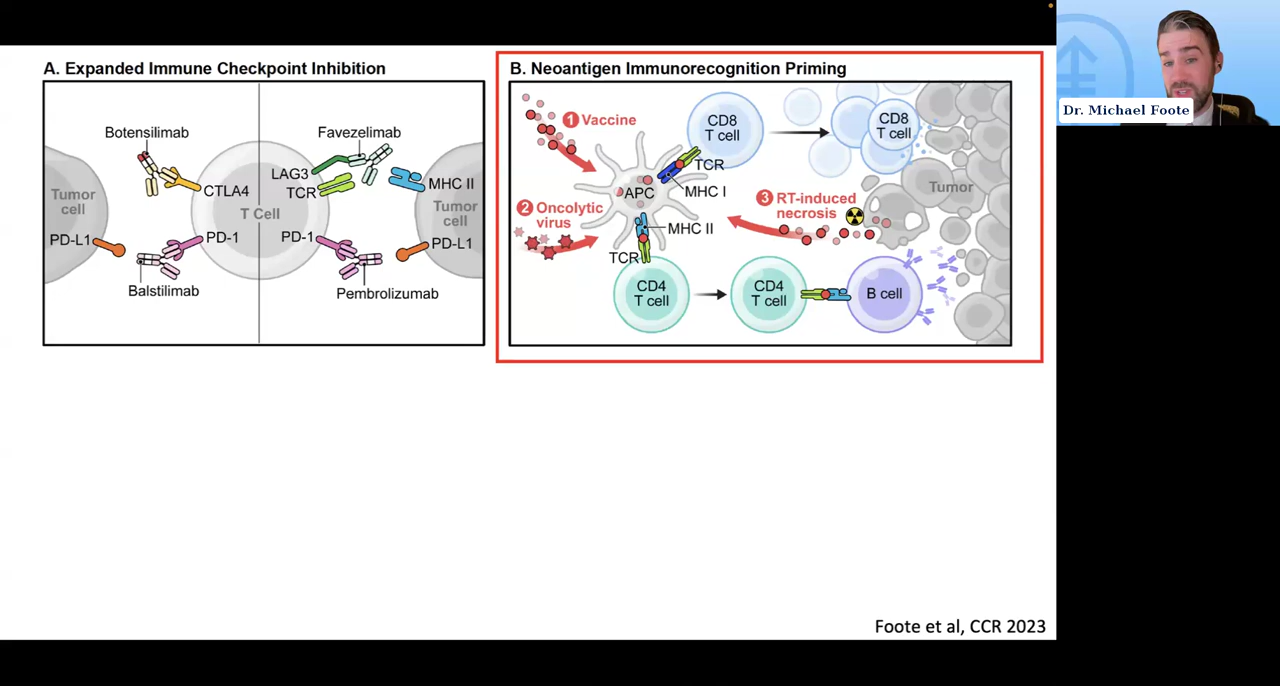 A. Expanded Immune Checkpoint Inhibition
Botensilimab
Favezelimab
LAG3
TCR
MHC II
CTLA4
Tumor
cell
T Cell
Tumor
cell
PD-L1
PD-1
PD-1
PD-L1
Balstilimab
Pembrolizumab
B. Neoantigen Immunorecognition Priming
1 Vaccine
CD8
T cell
CD8
T cell
TCR
MHC I
APC
Tumor
2 Oncolytic
virus
3 RT-induced
necrosis
MHC II
TCR
CD4
T cell
CD4
T cell
B cell
Foote et al, CCR 2023
Dr. Michael Foote